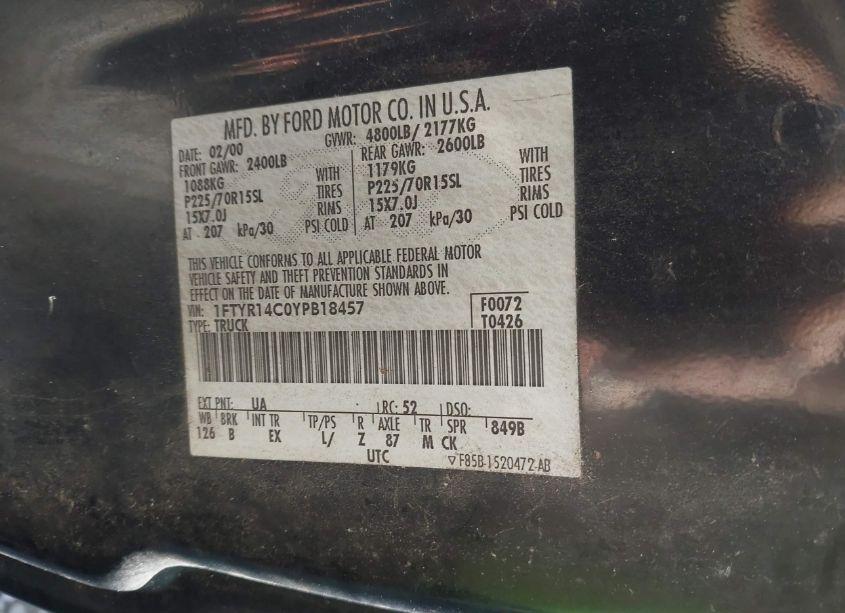 MFD. BY FORD MOTOR CO. IN U.S.A.
DATE: 02/00 GVWR: 4800LB/ 2177KG
FRONT GAWR: 2400LB REAR GAWR: 2600LB
1088KG WITH 1179KG WITH
P225/70R15SL TIRES P225/70R15SL TIRES
15X7.0J RIMS 15X7.0J RIMS
AT 207 kPa/30 PSI COLD AT 207 kPa/30 PSI COLD
THIS VEHICLE CONFORMS TO ALL APPLICABLE FEDERAL MOTOR
VEHICLE SAFETY AND THEFT PREVENTION STANDARDS IN
EFFECT ON THE DATE OF MANUFACTURE SHOWN ABOVE.
VIN: 1FTYR14C0YPB18457 F0072
TYPE: TRUCK T0426
EXT PNT: UA RC: 52 DSO:
WB BRK INT TR TP/PS R AXLE TR SPR 849B
126 B EX L/ Z 87 M CK
UTC
▽F85B-1520472-AB